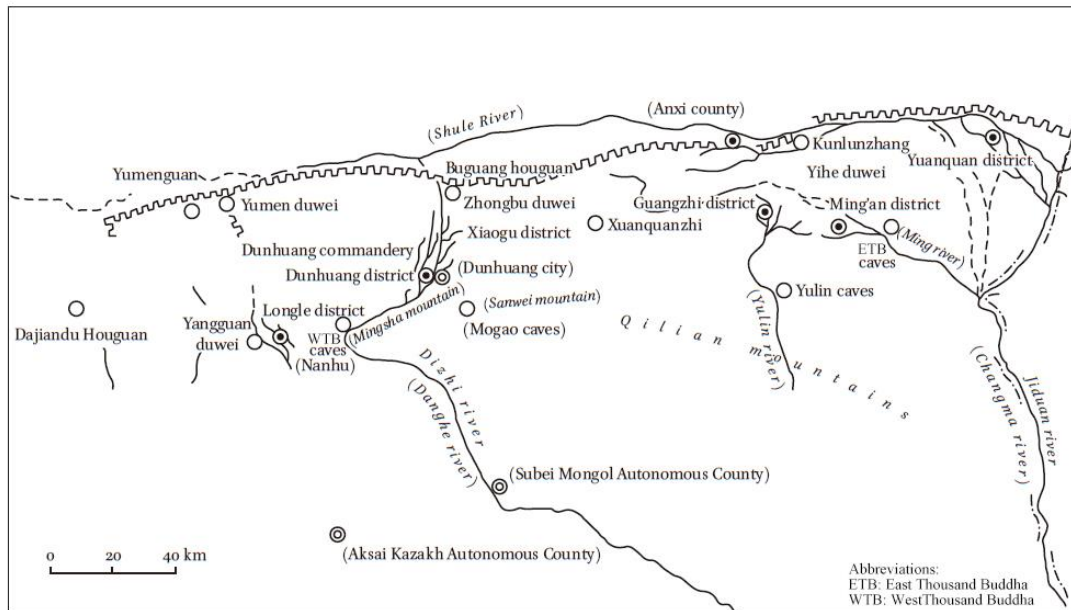 (Anxi county)
(Shule River)
Kunlunzhang
Yuanquan district
Yihe duwei
Buguang houguan
Yumenguan
Zhongbu duwei
Guangzhi district
Ming'an district
Yumen duwei
Xuanquanzhi
Xiaogu district
(Ming river)
ETB
caves
Dunhuang commandery
Dunhuang district
(Dunhuang city)
Yulin caves
(Sanwei mountain)
(Mingsha mountain)
Longle district
Dajiandu Houguan
Yangguan
duwei
WTB
caves
(Nanhu)
(Mogao caves)
Qilian mountains
(Yulin river)
Dizhi river
(Danghe river)
Jiduan river
(Changma river)
(Subei Mongol Autonomous County)
(Aksai Kazakh Autonomous County)
0 20 40 km
Abbreviations:
ETB: East Thousand Buddha
WTB: WestThousand Buddha